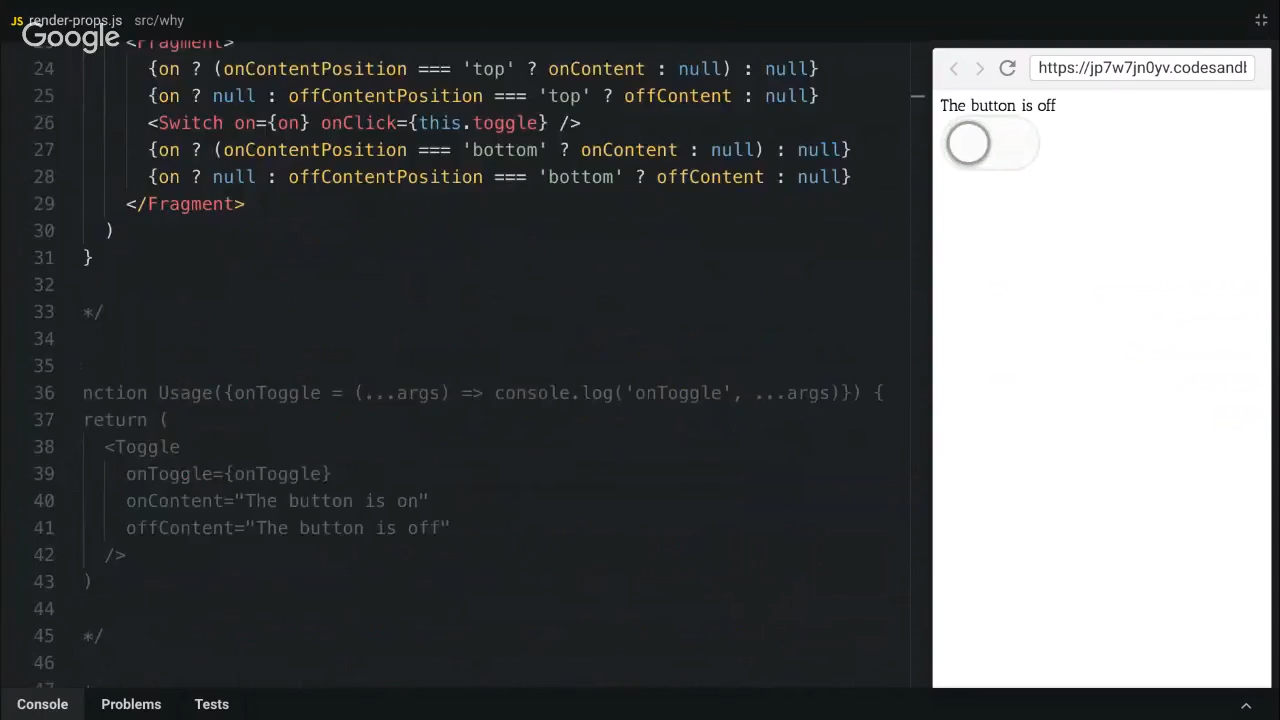 JS render-props.js src/why
Google
<Fragment>
24 {on ? (onContentPosition === 'top' ? onContent : null) : null}
25 {on ? null : offContentPosition === 'top' ? offContent : null}
26 <Switch on={on} onClick={this.toggle} />
27 {on ? (onContentPosition === 'bottom' ? onContent : null) : null}
28 {on ? null : offContentPosition === 'bottom' ? offContent : null}
29 </Fragment>
30 )
31 }
32
33 */
34
35
36 nction Usage({onToggle = (...args) => console.log('onToggle', ...args)}) {
37 return (
38 <Toggle
39 onToggle={onToggle}
40 onContent="The button is on"
41 offContent="The button is off"
42 />
43 )
44
45 */
46
https://jp7w7jn0yv.codesandb
The button is off
Console Problems Tests